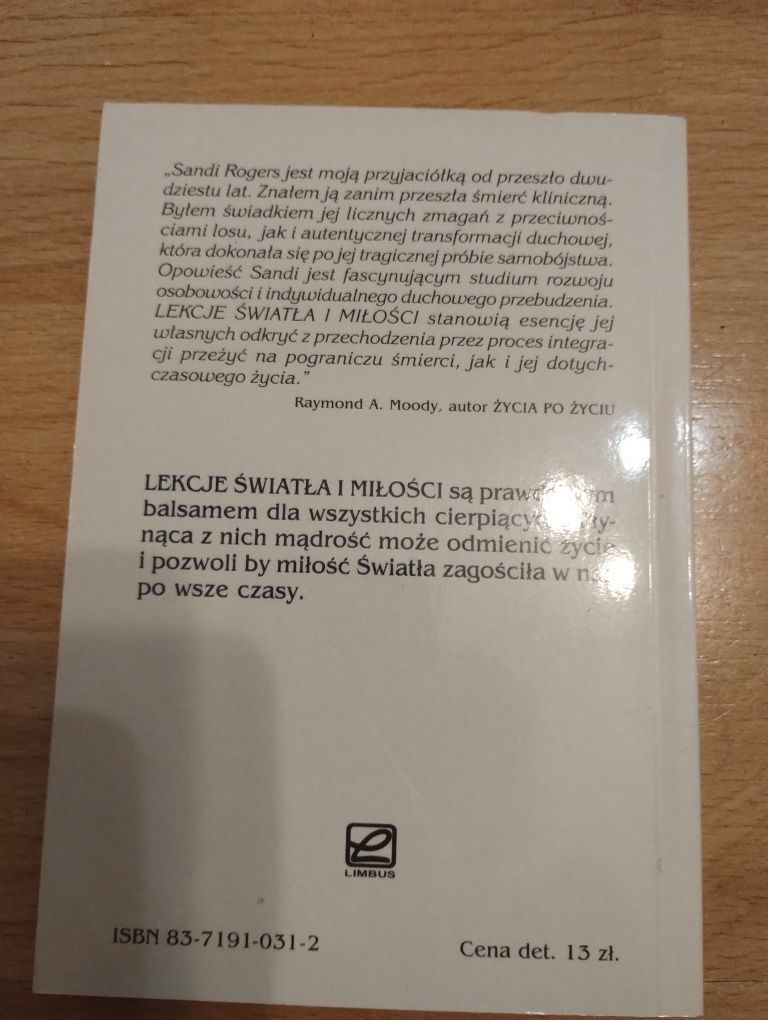 „Sandi Rogers jest moją przyjaciółką od przeszło dwu-
dziestu lat. Znałem ją zanim przeszła śmierć kliniczną.
Byłem świadkiem jej licznych zmagań z przeciwnoś-
ciami losu, jak i autentycznej transformacji duchowej,
która dokonała się po jej tragicznej próbie samobójstwa.
Opowieść Sandi jest fascynującym studium rozwoju
osobowości i indywidualnego duchowego przebudzenia.
LEKCJE ŚWIATŁA I MIŁOŚCI stanowią esencję jej
własnych odkryć z przechodzenia przez proces integra-
cji przeżyć na pograniczu śmierci, jak i jej dotych-
czasowego życia."
Raymond A. Moody, autor ŻYCIA PO ŻYCIU
LEKCJE ŚWIATŁA I MIŁOŚCI są
balsamem dla wszystkich
nąca z nich mądrość może odmienić życie
i pozwoli by miłość Światła zagościła w
po wsze czasy.
LIMBUS
ISBN 83-7191-031-2
Cena det. 13 zł.